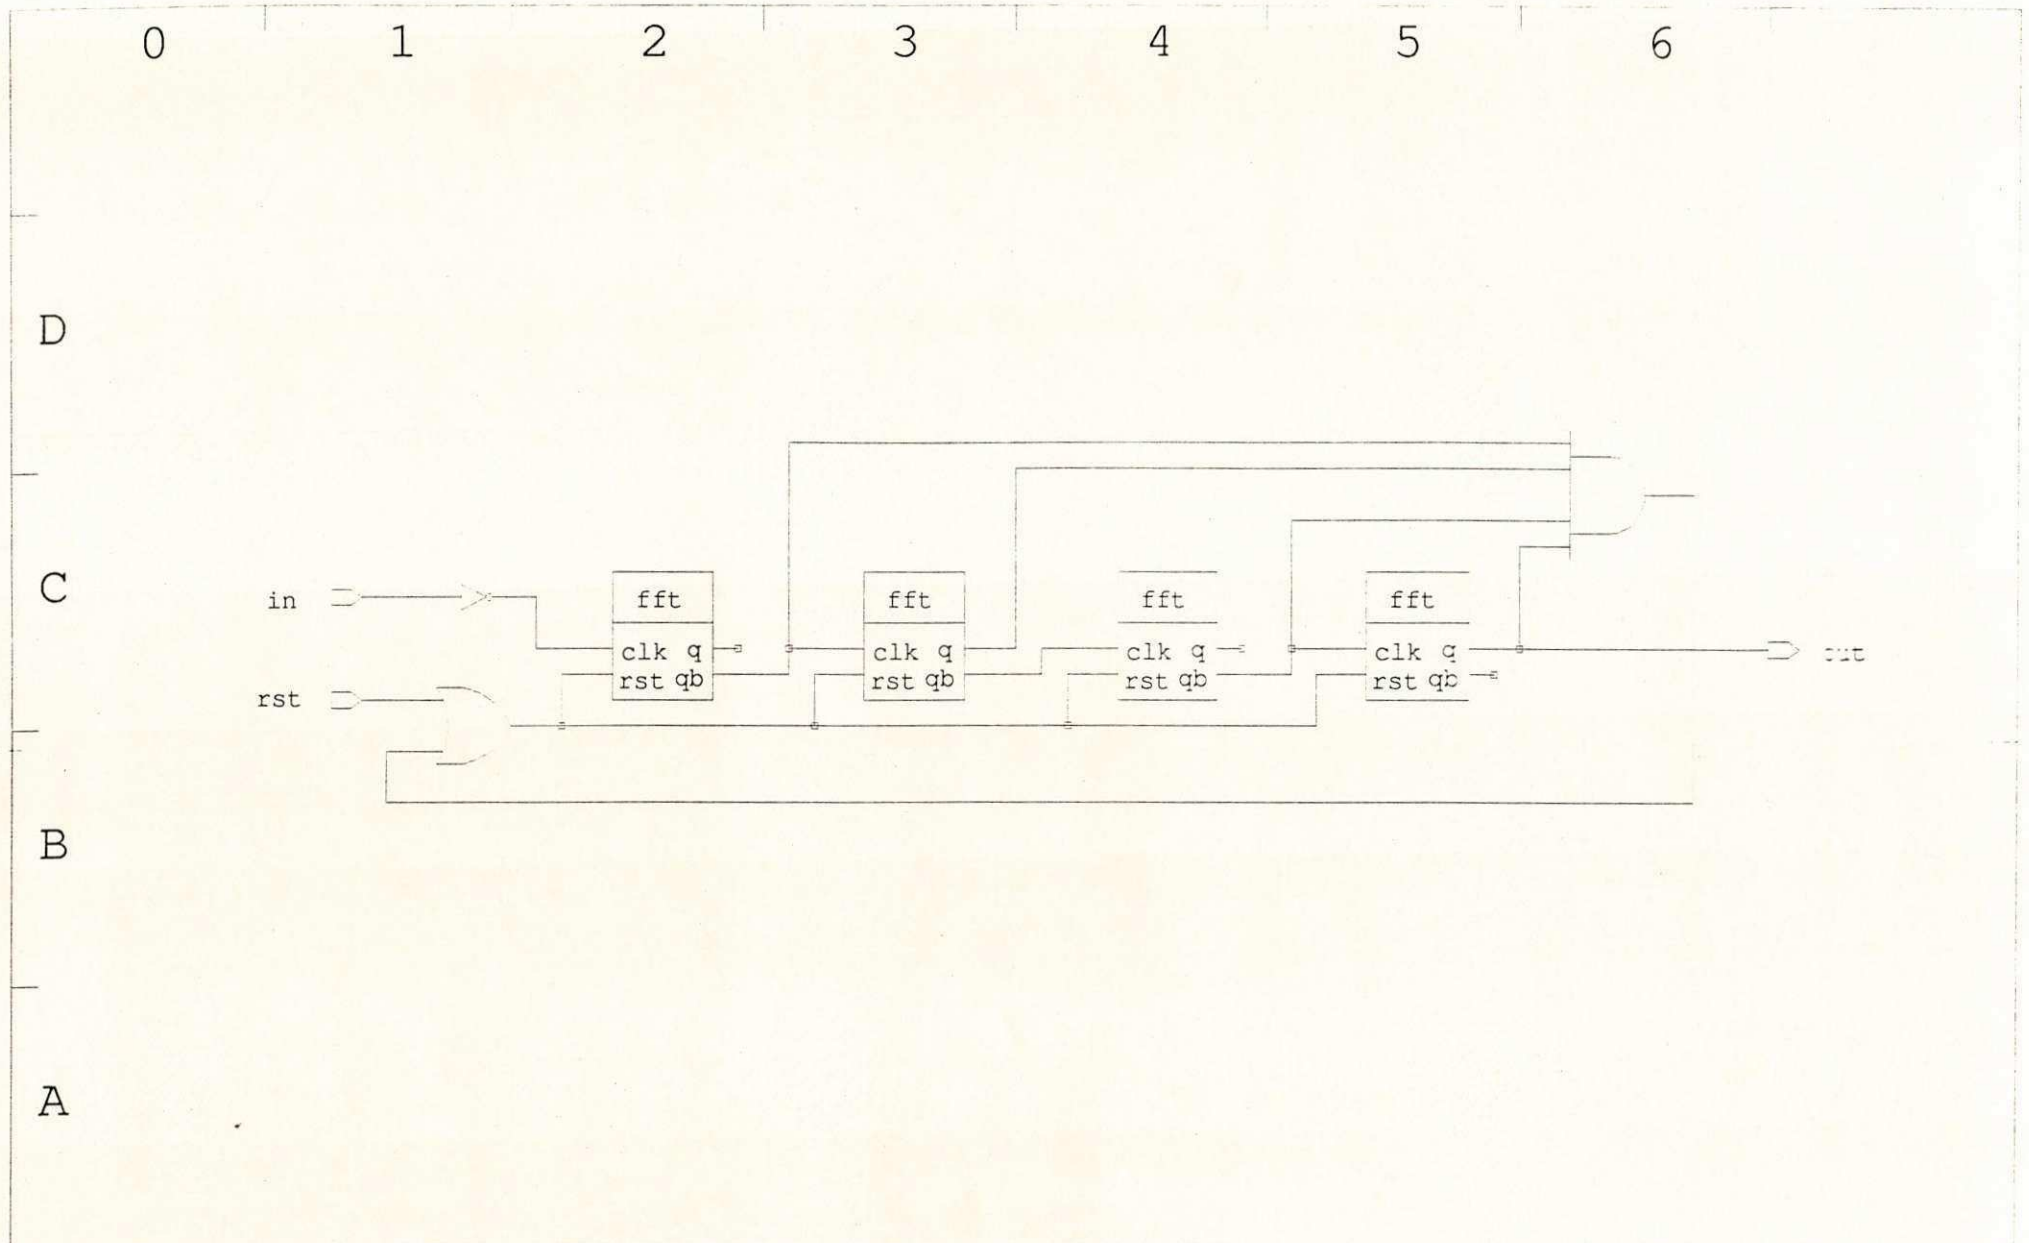 0 1 2 3 4 5 6
D
C
in
fft fft fft fft
clk q clk q clk q clk q
rst qb rst qb rst qb rst qb
rst
B
A